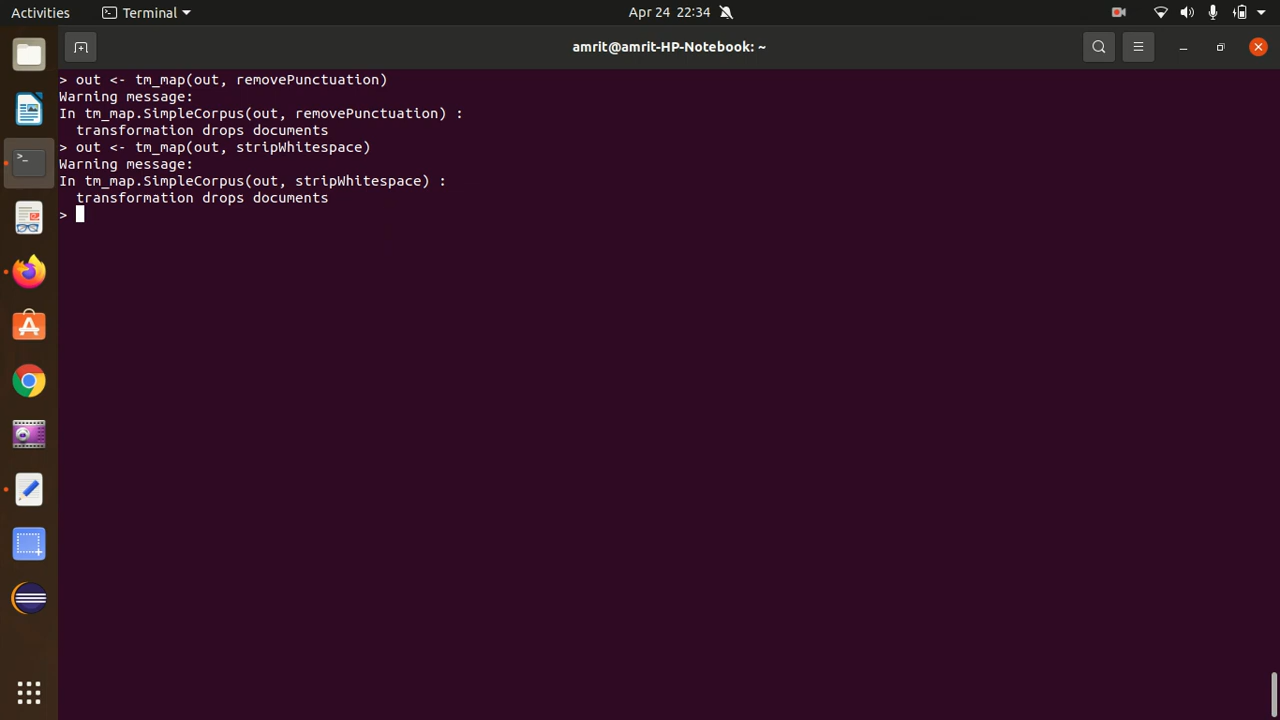 Activities
Terminal
Apr 24 22:34
amrit@amrit-HP-Notebook: ~
> out <- tm_map(out, removePunctuation)
Warning message:
In tm_map.SimpleCorpus(out, removePunctuation) :
  transformation drops documents
> out <- tm_map(out, stripWhitespace)
Warning message:
In tm_map.SimpleCorpus(out, stripWhitespace) :
  transformation drops documents
>